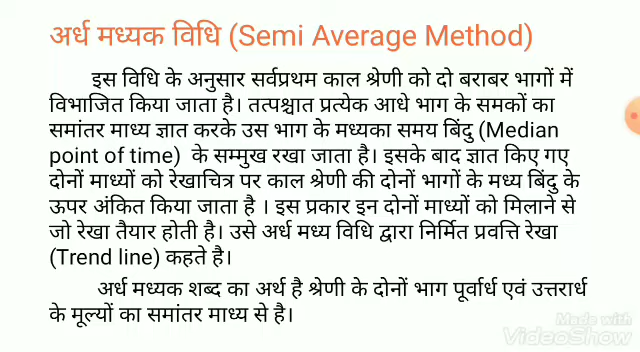 अर्ध मध्यक विधि (Semi Average Method)
इस विधि के अनुसार सर्वप्रथम काल श्रेणी को दो बराबर भागों में
विभाजित किया जाता है। तत्पश्चात प्रत्येक आधे भाग के समकों का
समांतर माध्य ज्ञात करके उस भाग के मध्यका समय बिंदु (Median
point of time) के सम्मुख रखा जाता है। इसके बाद ज्ञात किए गए
दोनों माध्यों को रेखाचित्र पर काल श्रेणी की दोनों भागों के मध्य बिंदु के
ऊपर अंकित किया जाता है । इस प्रकार इन दोनों माध्यों को मिलाने से
जो रेखा तैयार होती है। उसे अर्ध मध्य विधि द्वारा निर्मित प्रवत्ति रेखा
(Trend line) कहते है।
अर्ध मध्यक शब्द का अर्थ है श्रेणी के दोनों भाग पूर्वार्ध एवं उत्तरार्ध
के मूल्यों का समांतर माध्य से है।
Made with
VideoShow